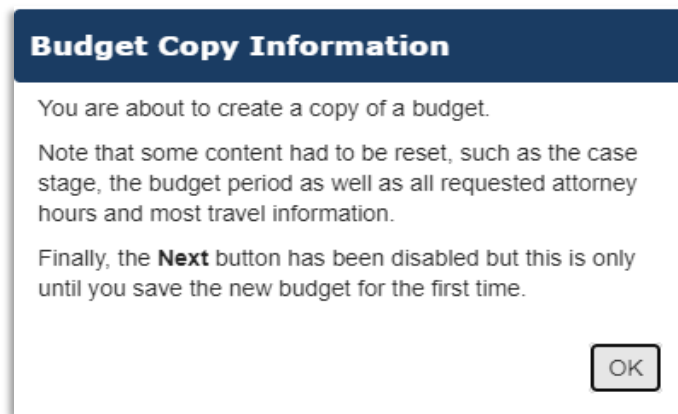 Budget Copy Information
You are about to create a copy of a budget.
Note that some content had to be reset, such as the case
stage, the budget period as well as all requested attorney
hours and most travel information.
Finally, the Next button has been disabled but this is only
until you save the new budget for the first time.
OK